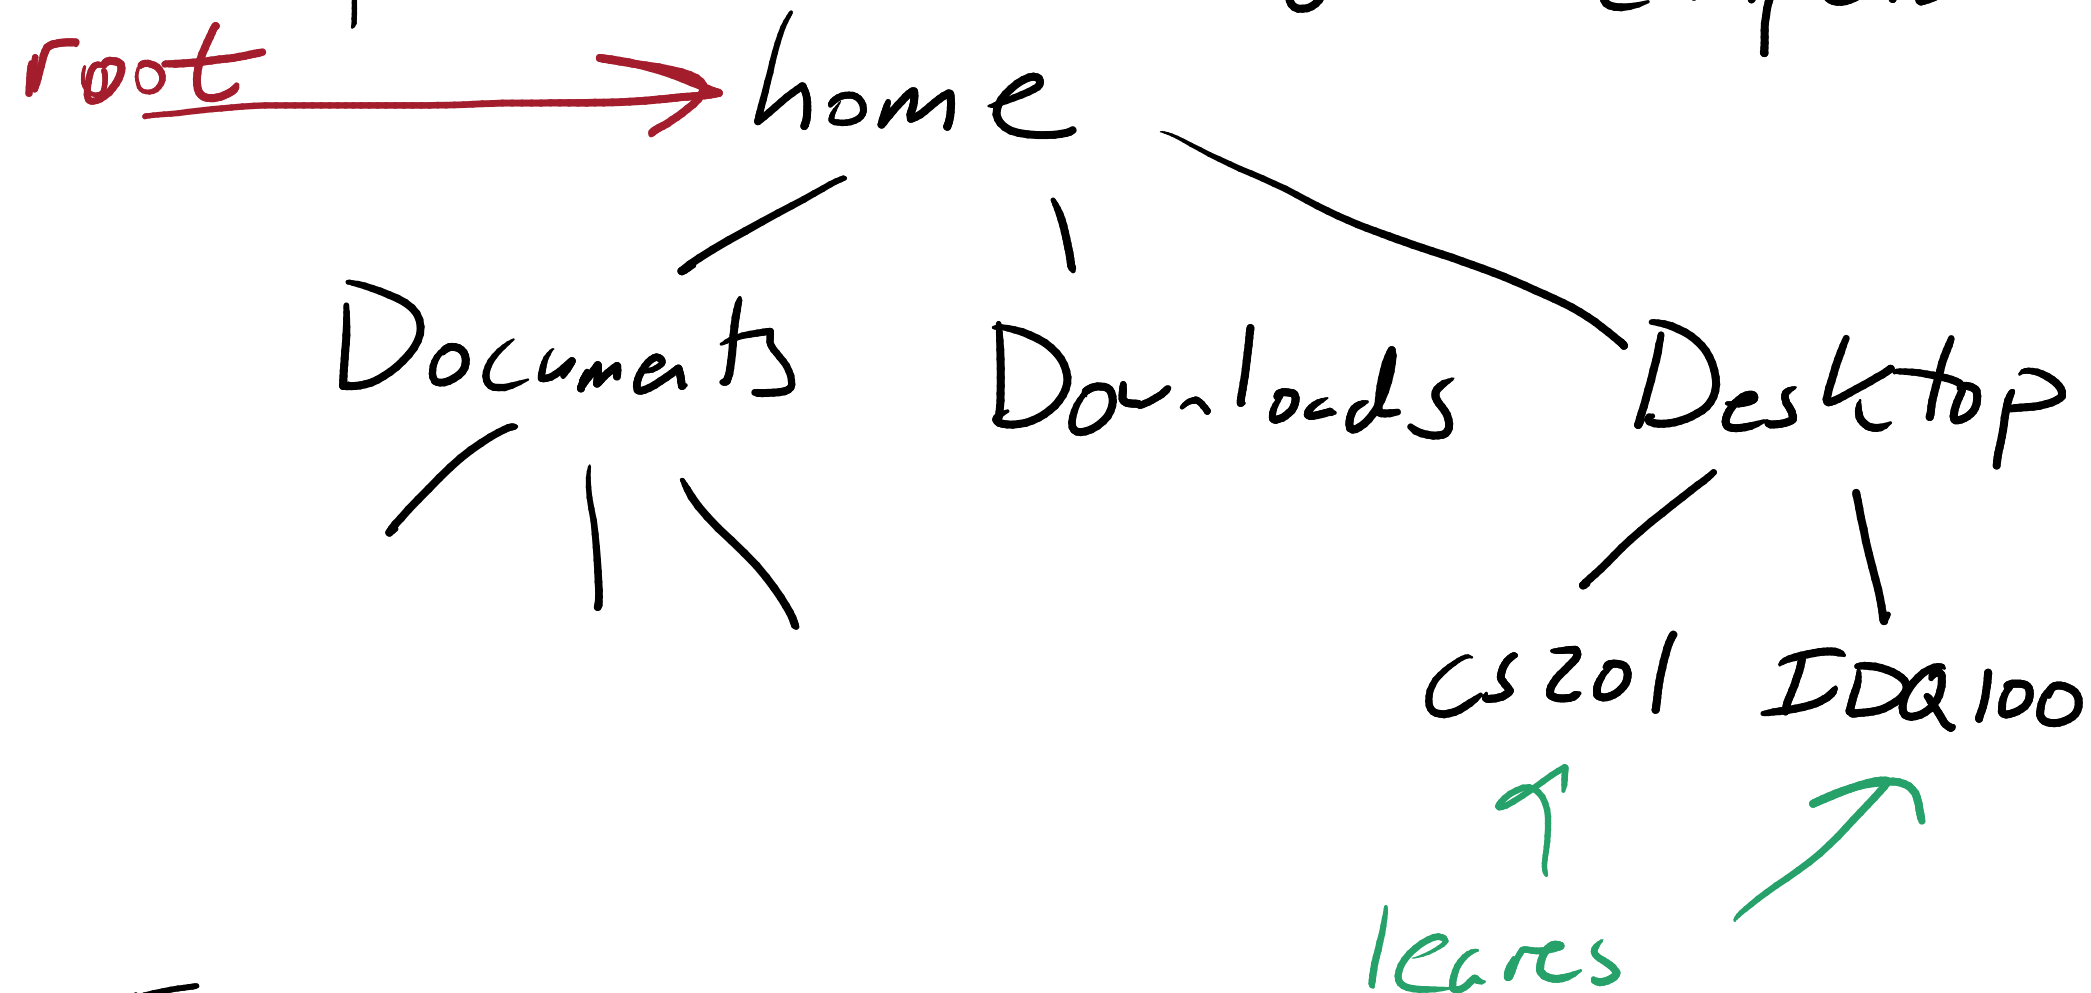 root
home
Documents Downloads Desktop
CS201 IDQ100
leaves